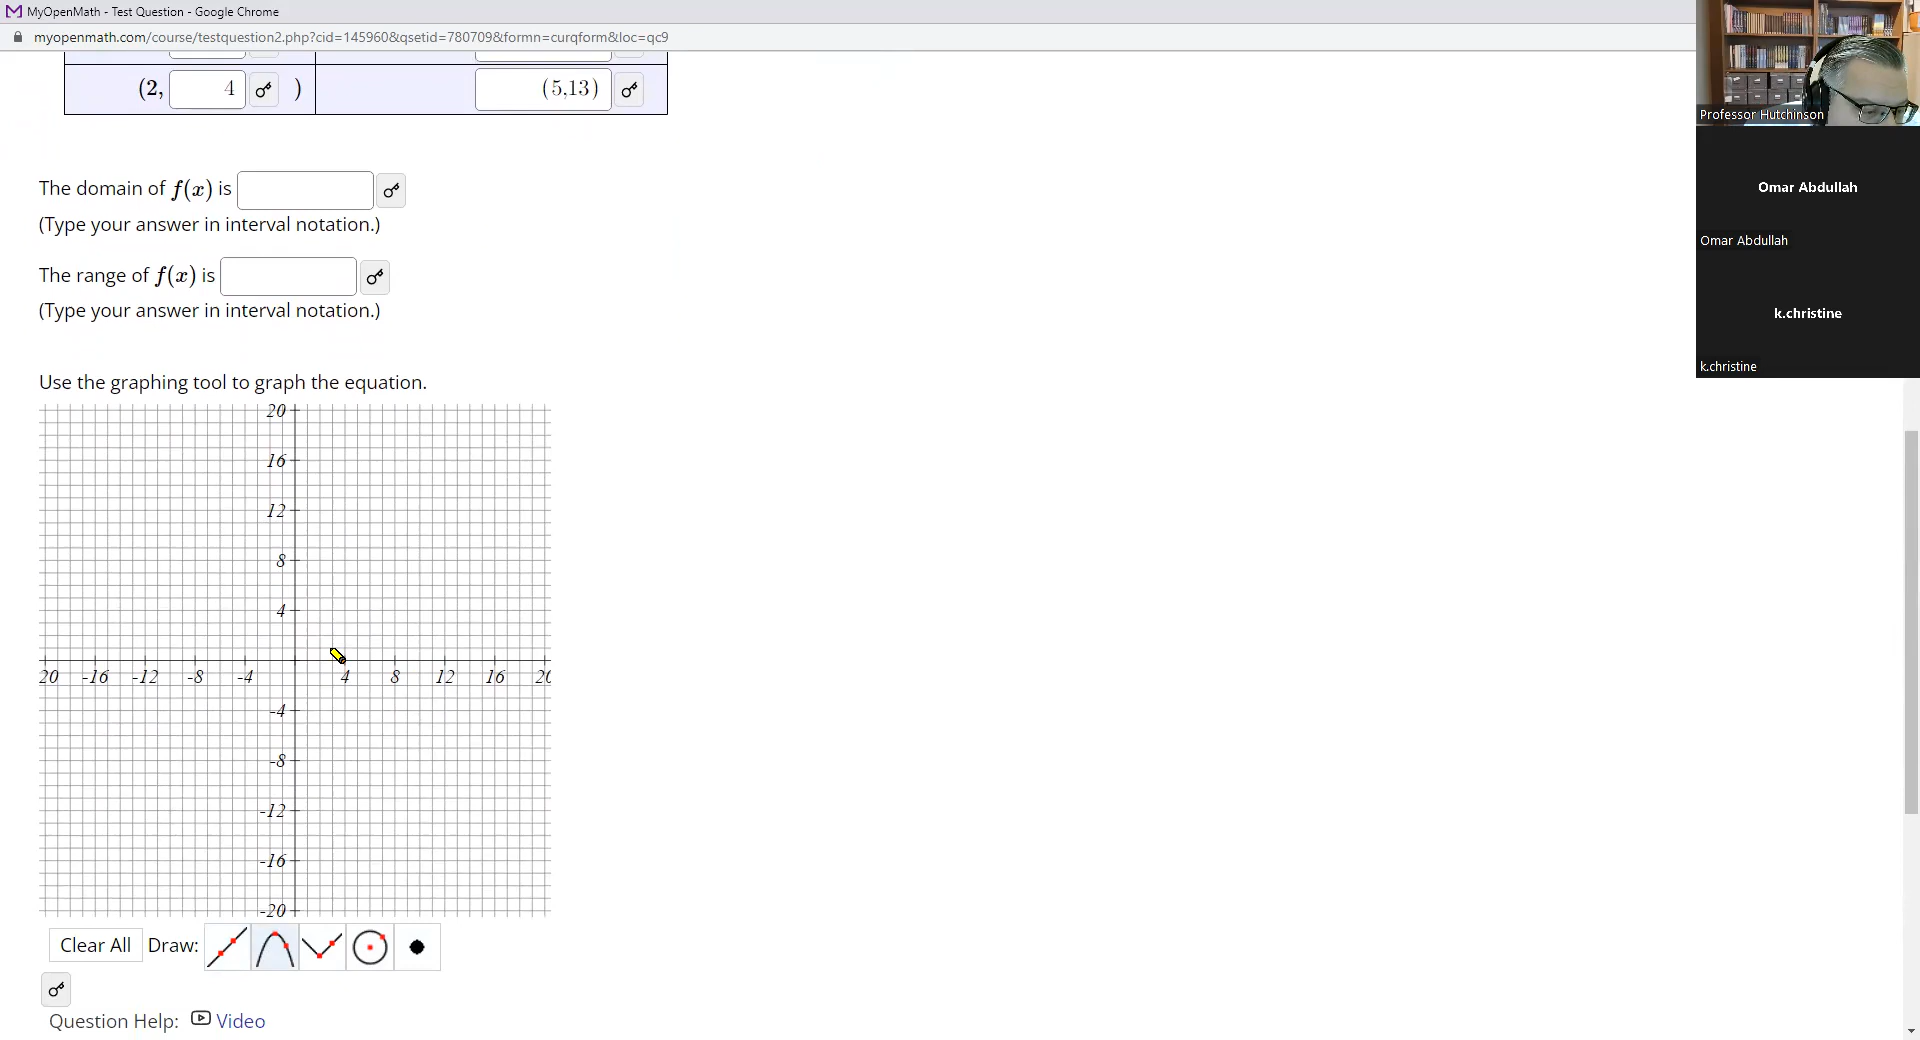 MyOpenMath - Test Question - Google Chrome
myopenmath.com/course/testquestion2.php?cid=145960&qsetid=780709&formn=curqform&loc=qc9
(2, 4 ) (5,13)
The domain of f(x) is
(Type your answer in interval notation.)
The range of f(x) is
(Type your answer in interval notation.)
Use the graphing tool to graph the equation.
20
16
12
8
4
20 -16 -12 -8 -4 4 8 12 16 20
-4
-8
-12
-16
-20
Clear All Draw:
Question Help: Video
Professor Hutchinson
Omar Abdullah
Omar Abdullah
k.christine
k.christine